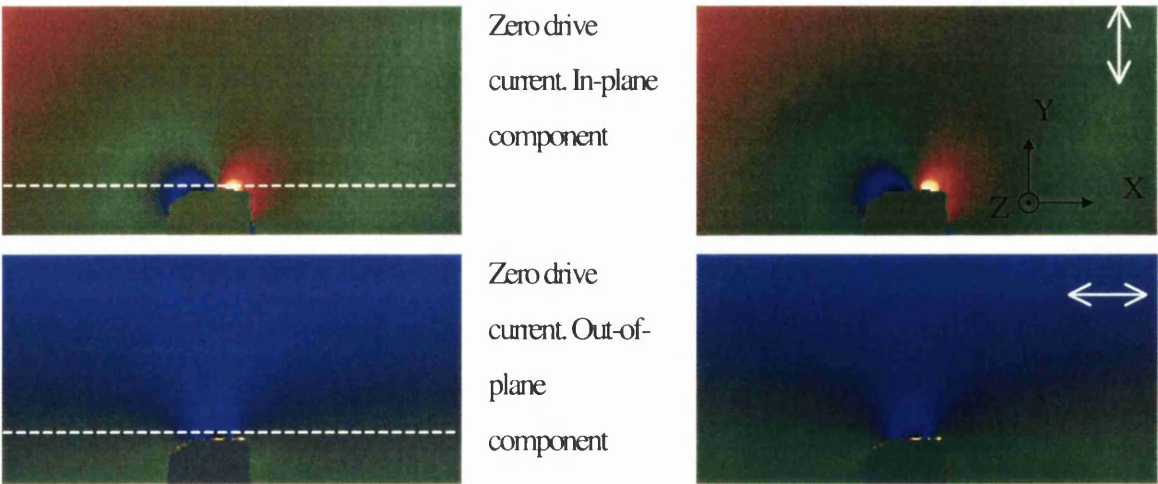 Zero drive
current. In-plane
component
Y
Z
X
Zero drive
current. Out-of-
plane
component